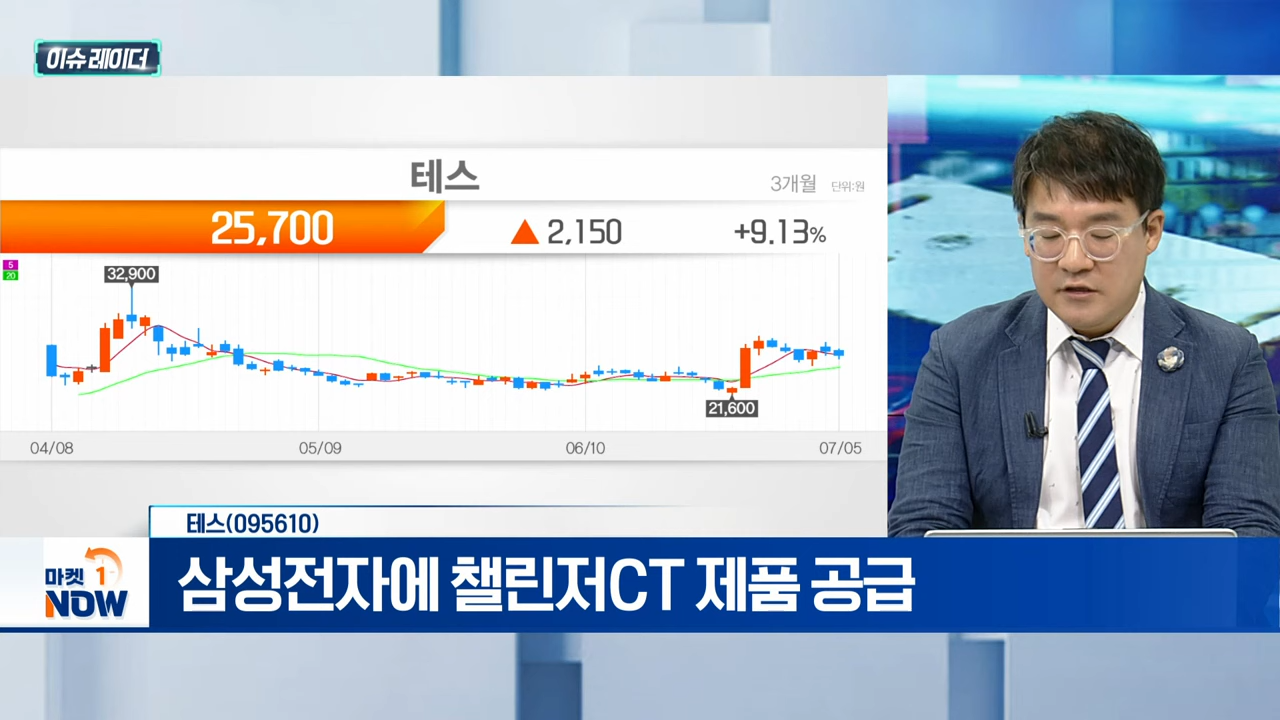 이슈 레이더
테스
3개월 단위:원
25,700 ▲ 2,150 +9.13%
5
20
32,900
21,600
04/08 05/09 06/10 07/05
테스(095610)
마켓 1
NOW
삼성전자에 챌린저CT 제품 공급